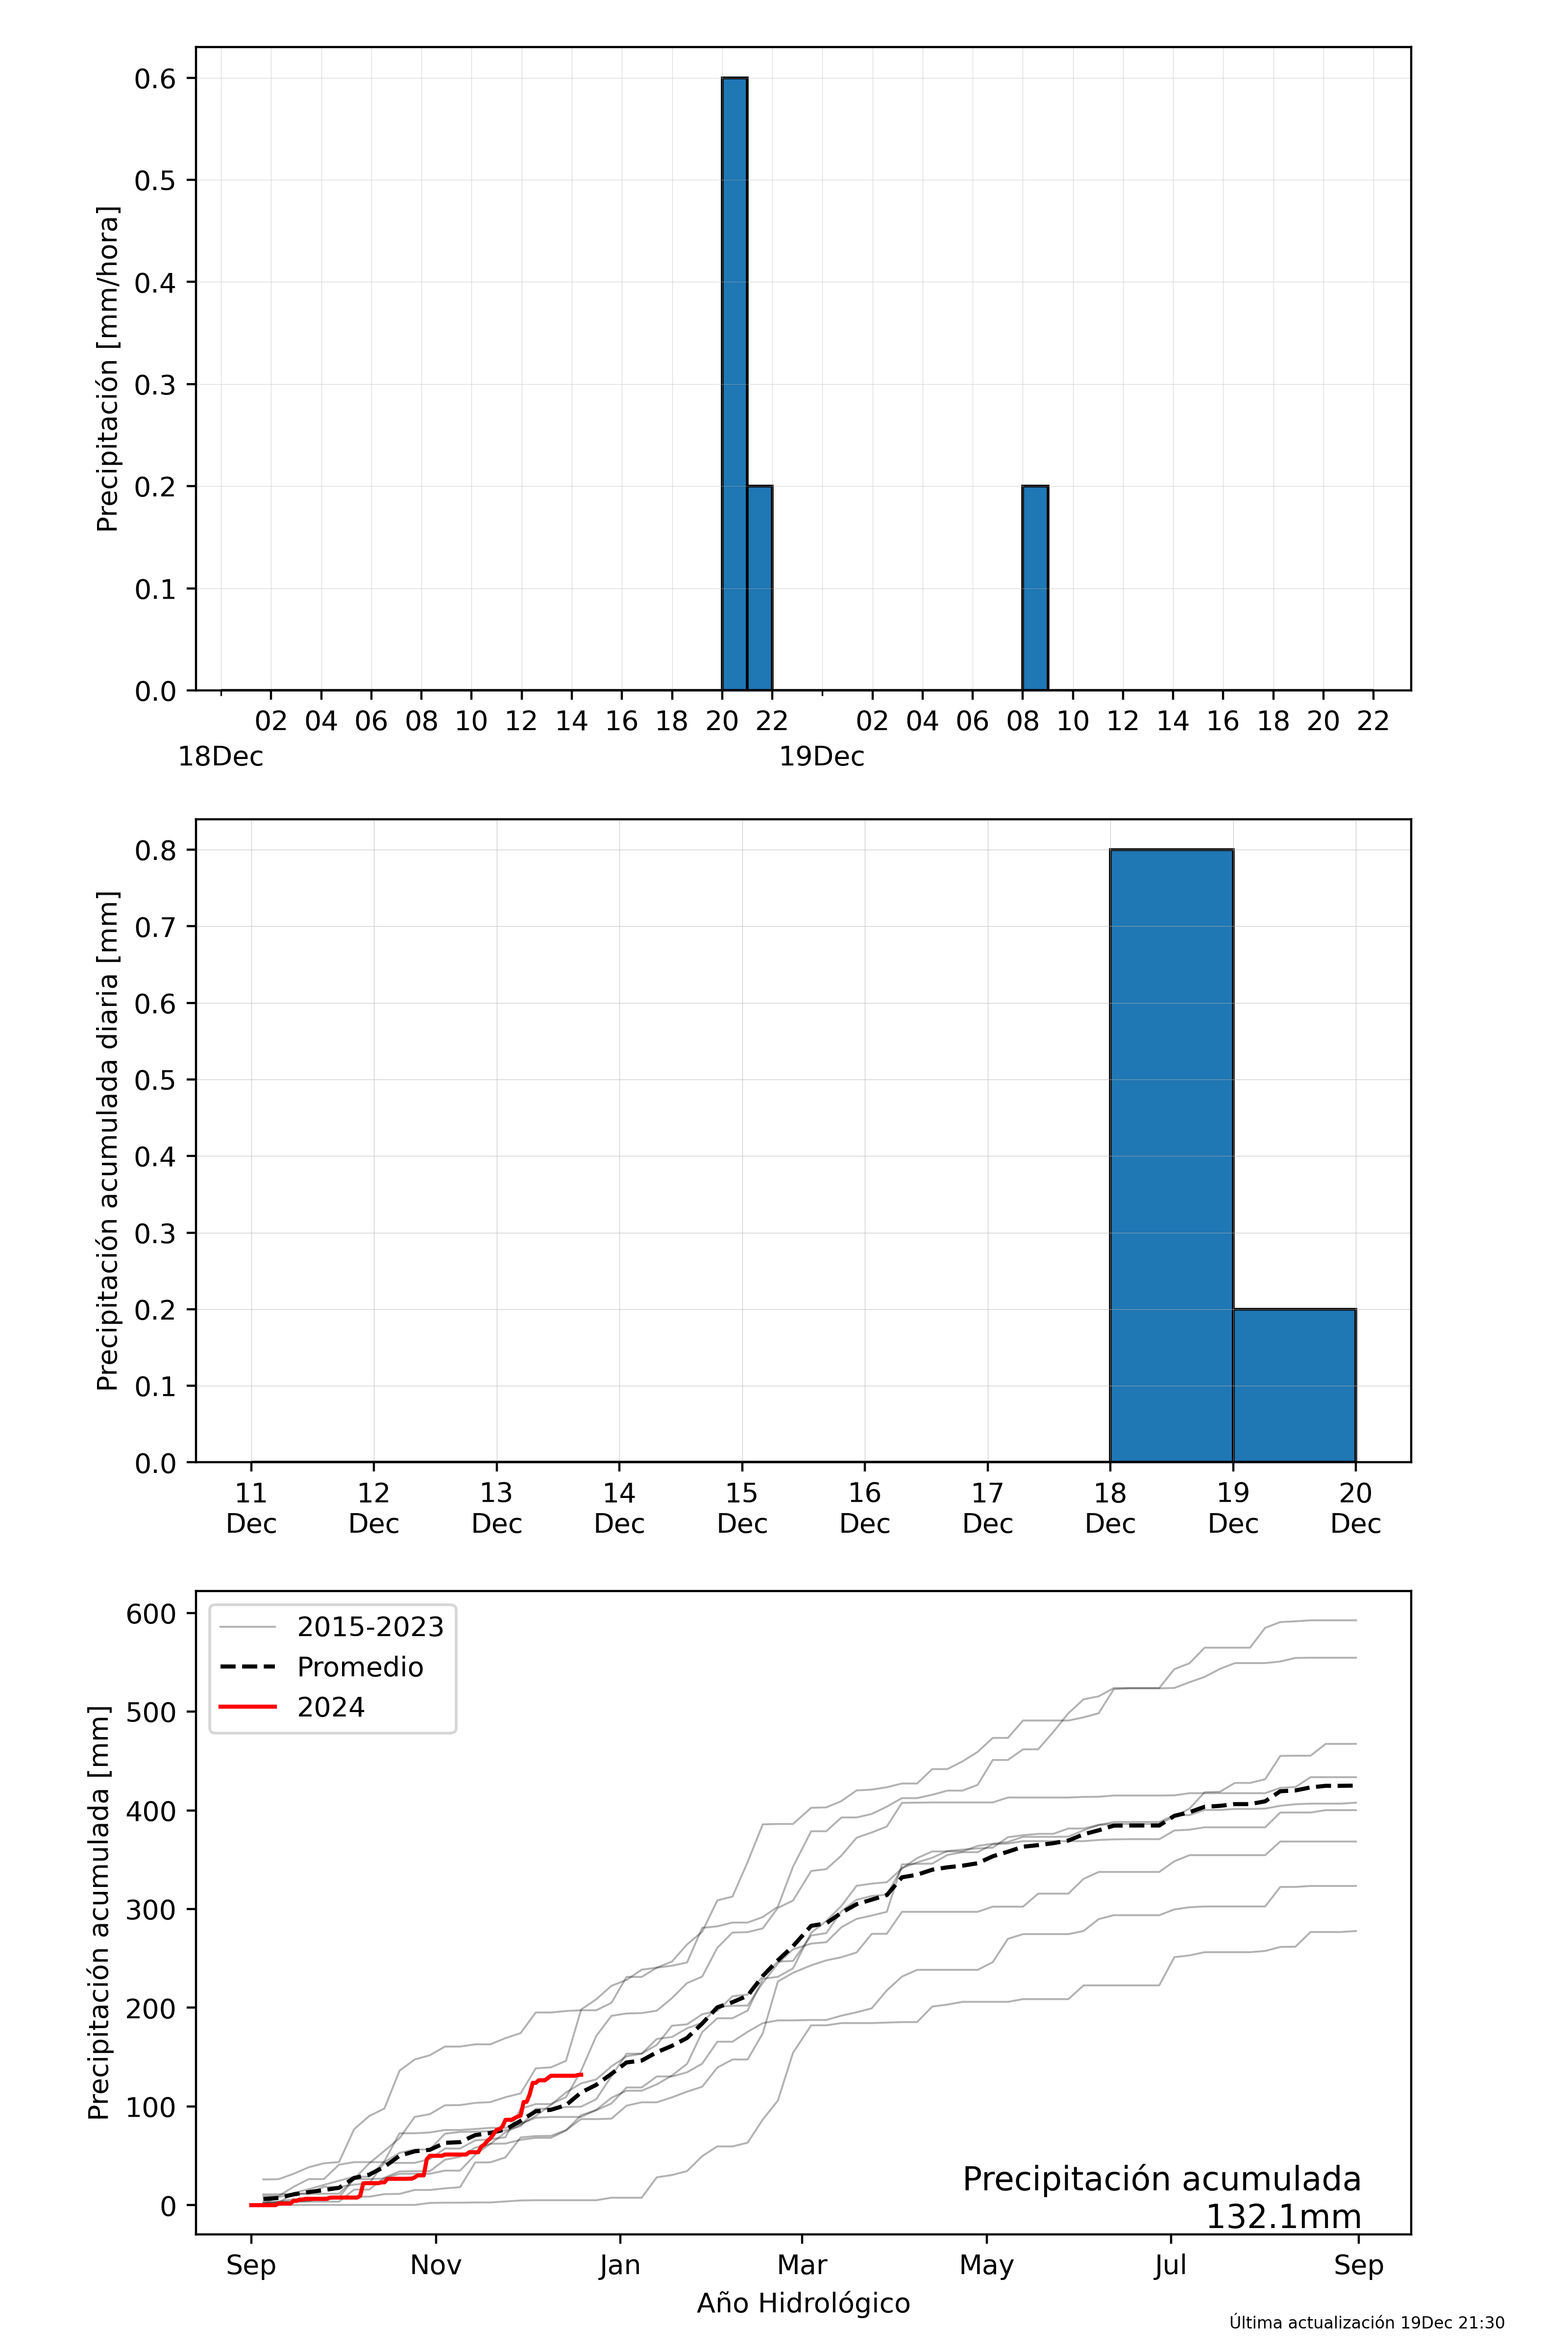 Precipitación [mm/hora]
0.6
0.5
0.4
0.3
0.2
0.1
0.0
02 04 06 08 10 12 14 16 18 20 22 02 04 06 08 10 12 14 16 18 20 22
18Dec 19Dec
Precipitación acumulada diaria [mm]
0.8
0.7
0.6
0.5
0.4
0.3
0.2
0.1
0.0
11 12 13 14 15 16 17 18 19 20
Dec Dec Dec Dec Dec Dec Dec Dec Dec Dec
Precipitación acumulada [mm]
600
500
400
300
200
100
0
2015-2023
Promedio
2024
Precipitación acumulada
132.1mm
Sep Nov Jan Mar May Jul Sep
Año Hidrológico
Última actualización 19Dec 21:30